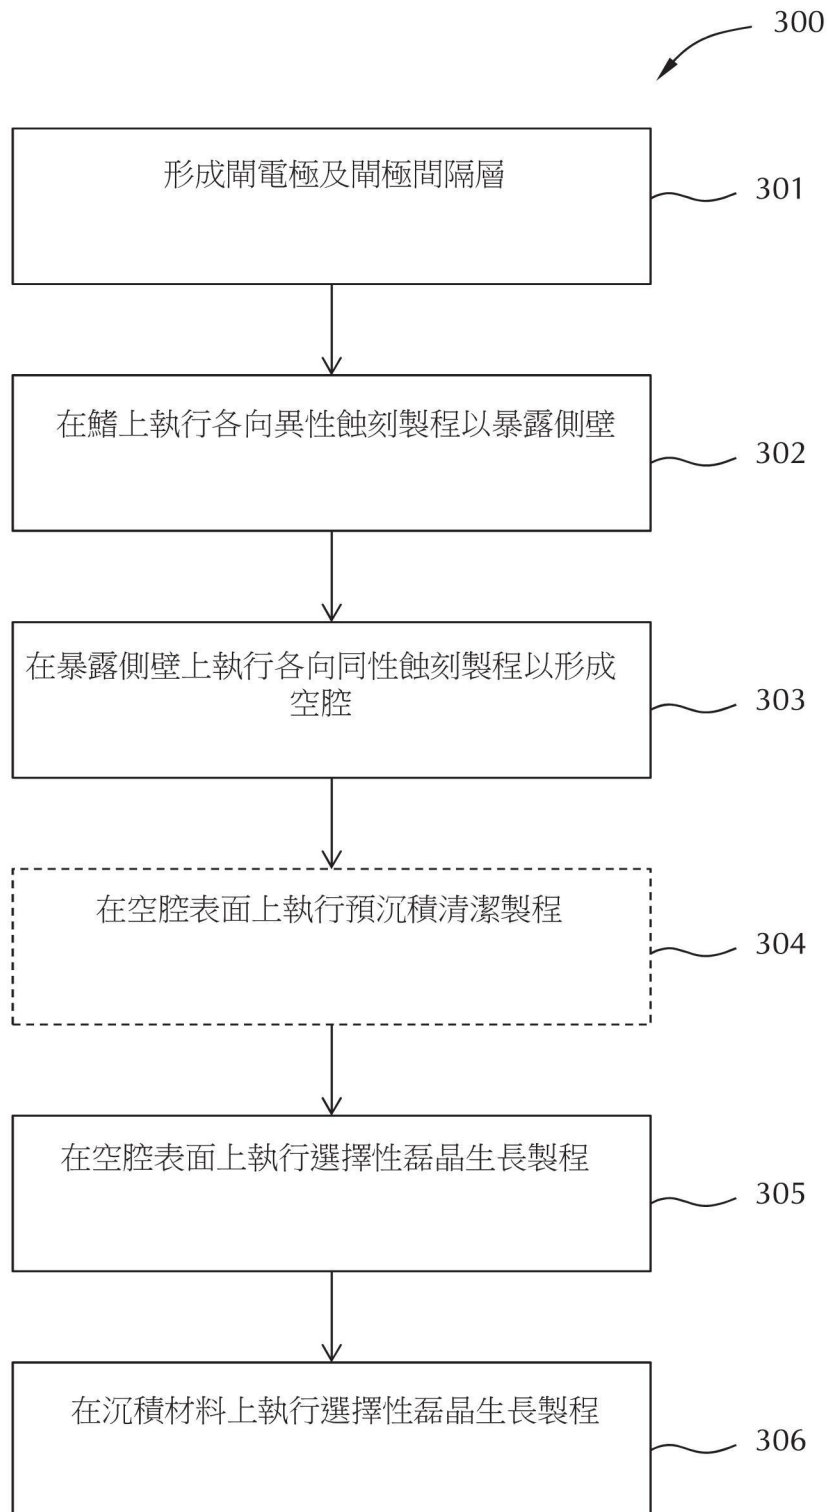 300
形成閘電極及閘極間隔層
301
在鰭上執行各向異性蝕刻製程以暴露側壁
302
在暴露側壁上執行各向同性蝕刻製程以形成
空腔
303
在空腔表面上執行預沉積清潔製程
304
在空腔表面上執行選擇性磊晶生長製程
305
在沉積材料上執行選擇性磊晶生長製程
306